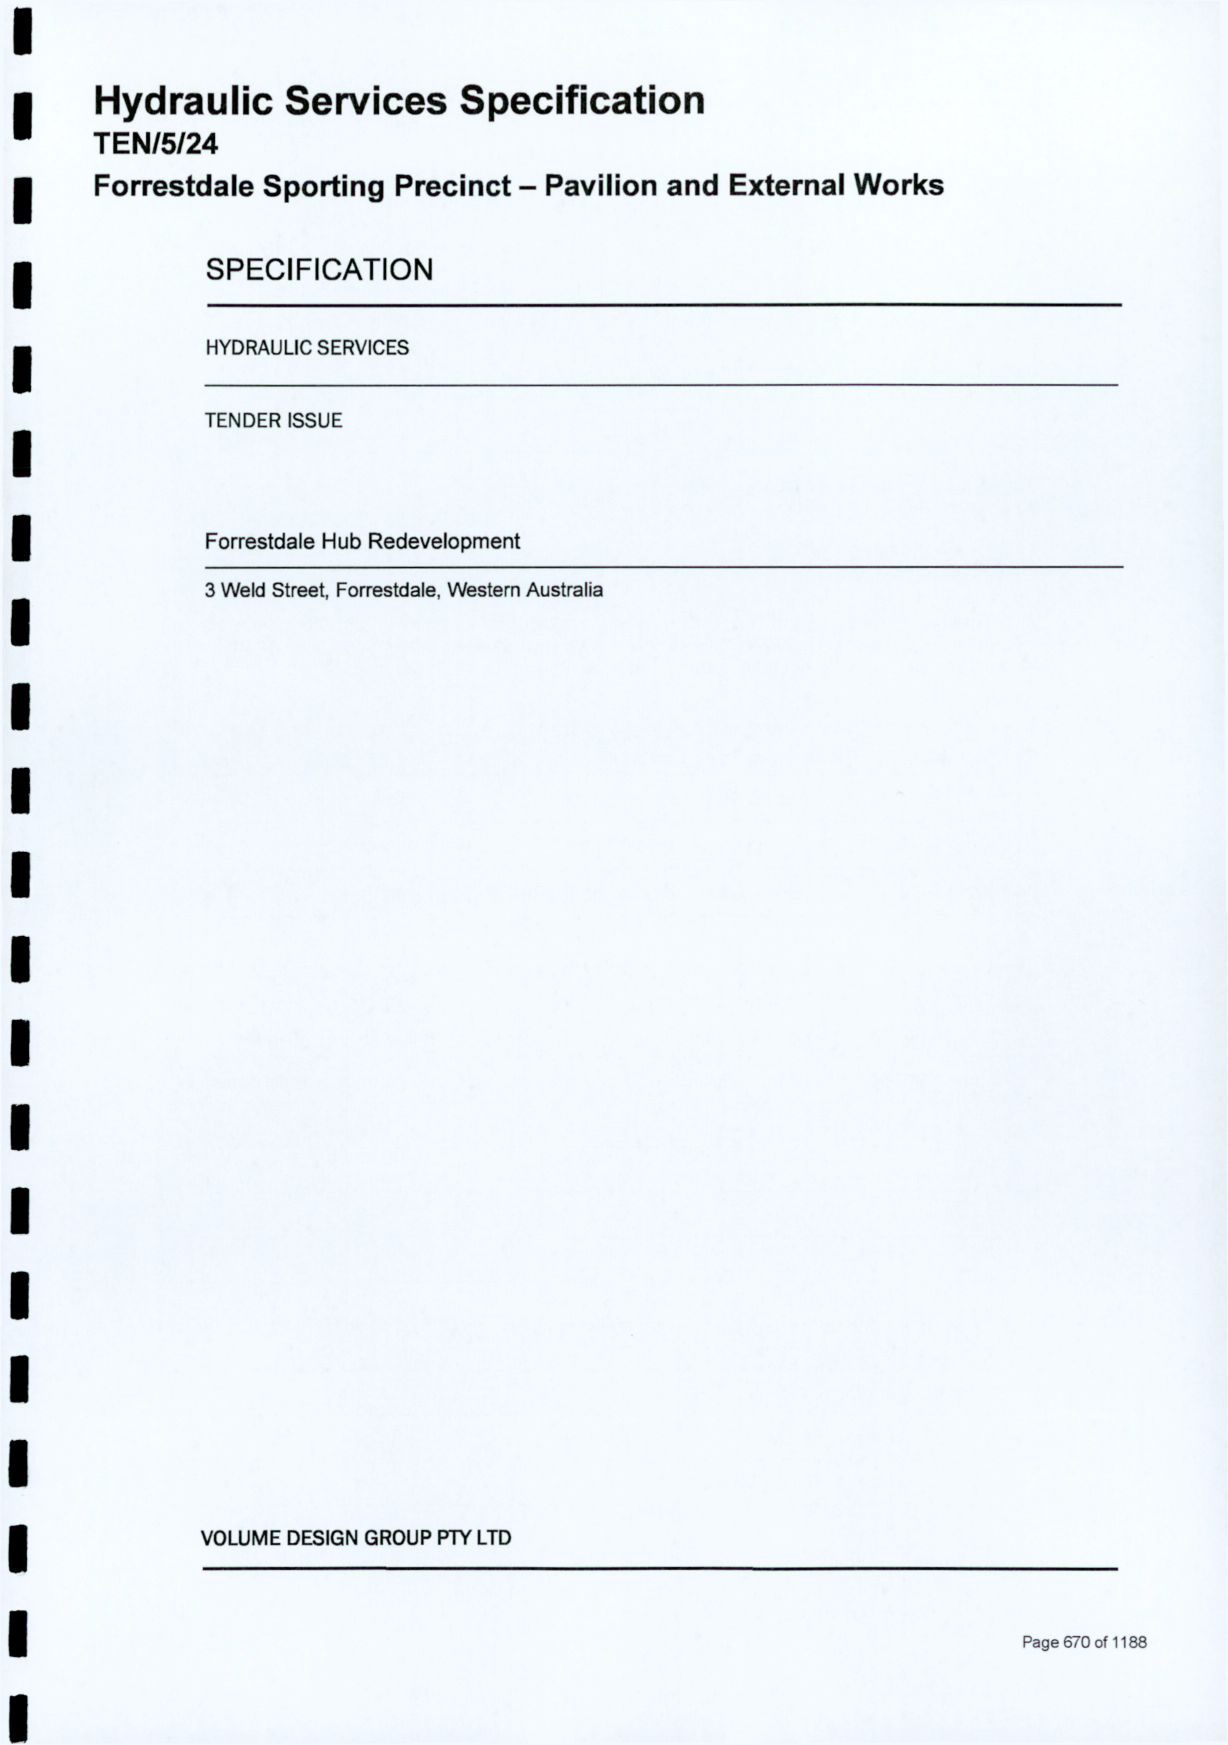 Hydraulic Services Specification
TEN/5/24
Forrestdale Sporting Precinct – Pavilion and External Works
SPECIFICATION
HYDRAULIC SERVICES
TENDER ISSUE
Forrestdale Hub Redevelopment
3 Weld Street, Forrestdale, Western Australia
VOLUME DESIGN GROUP PTY LTD
Page 670 of 1188